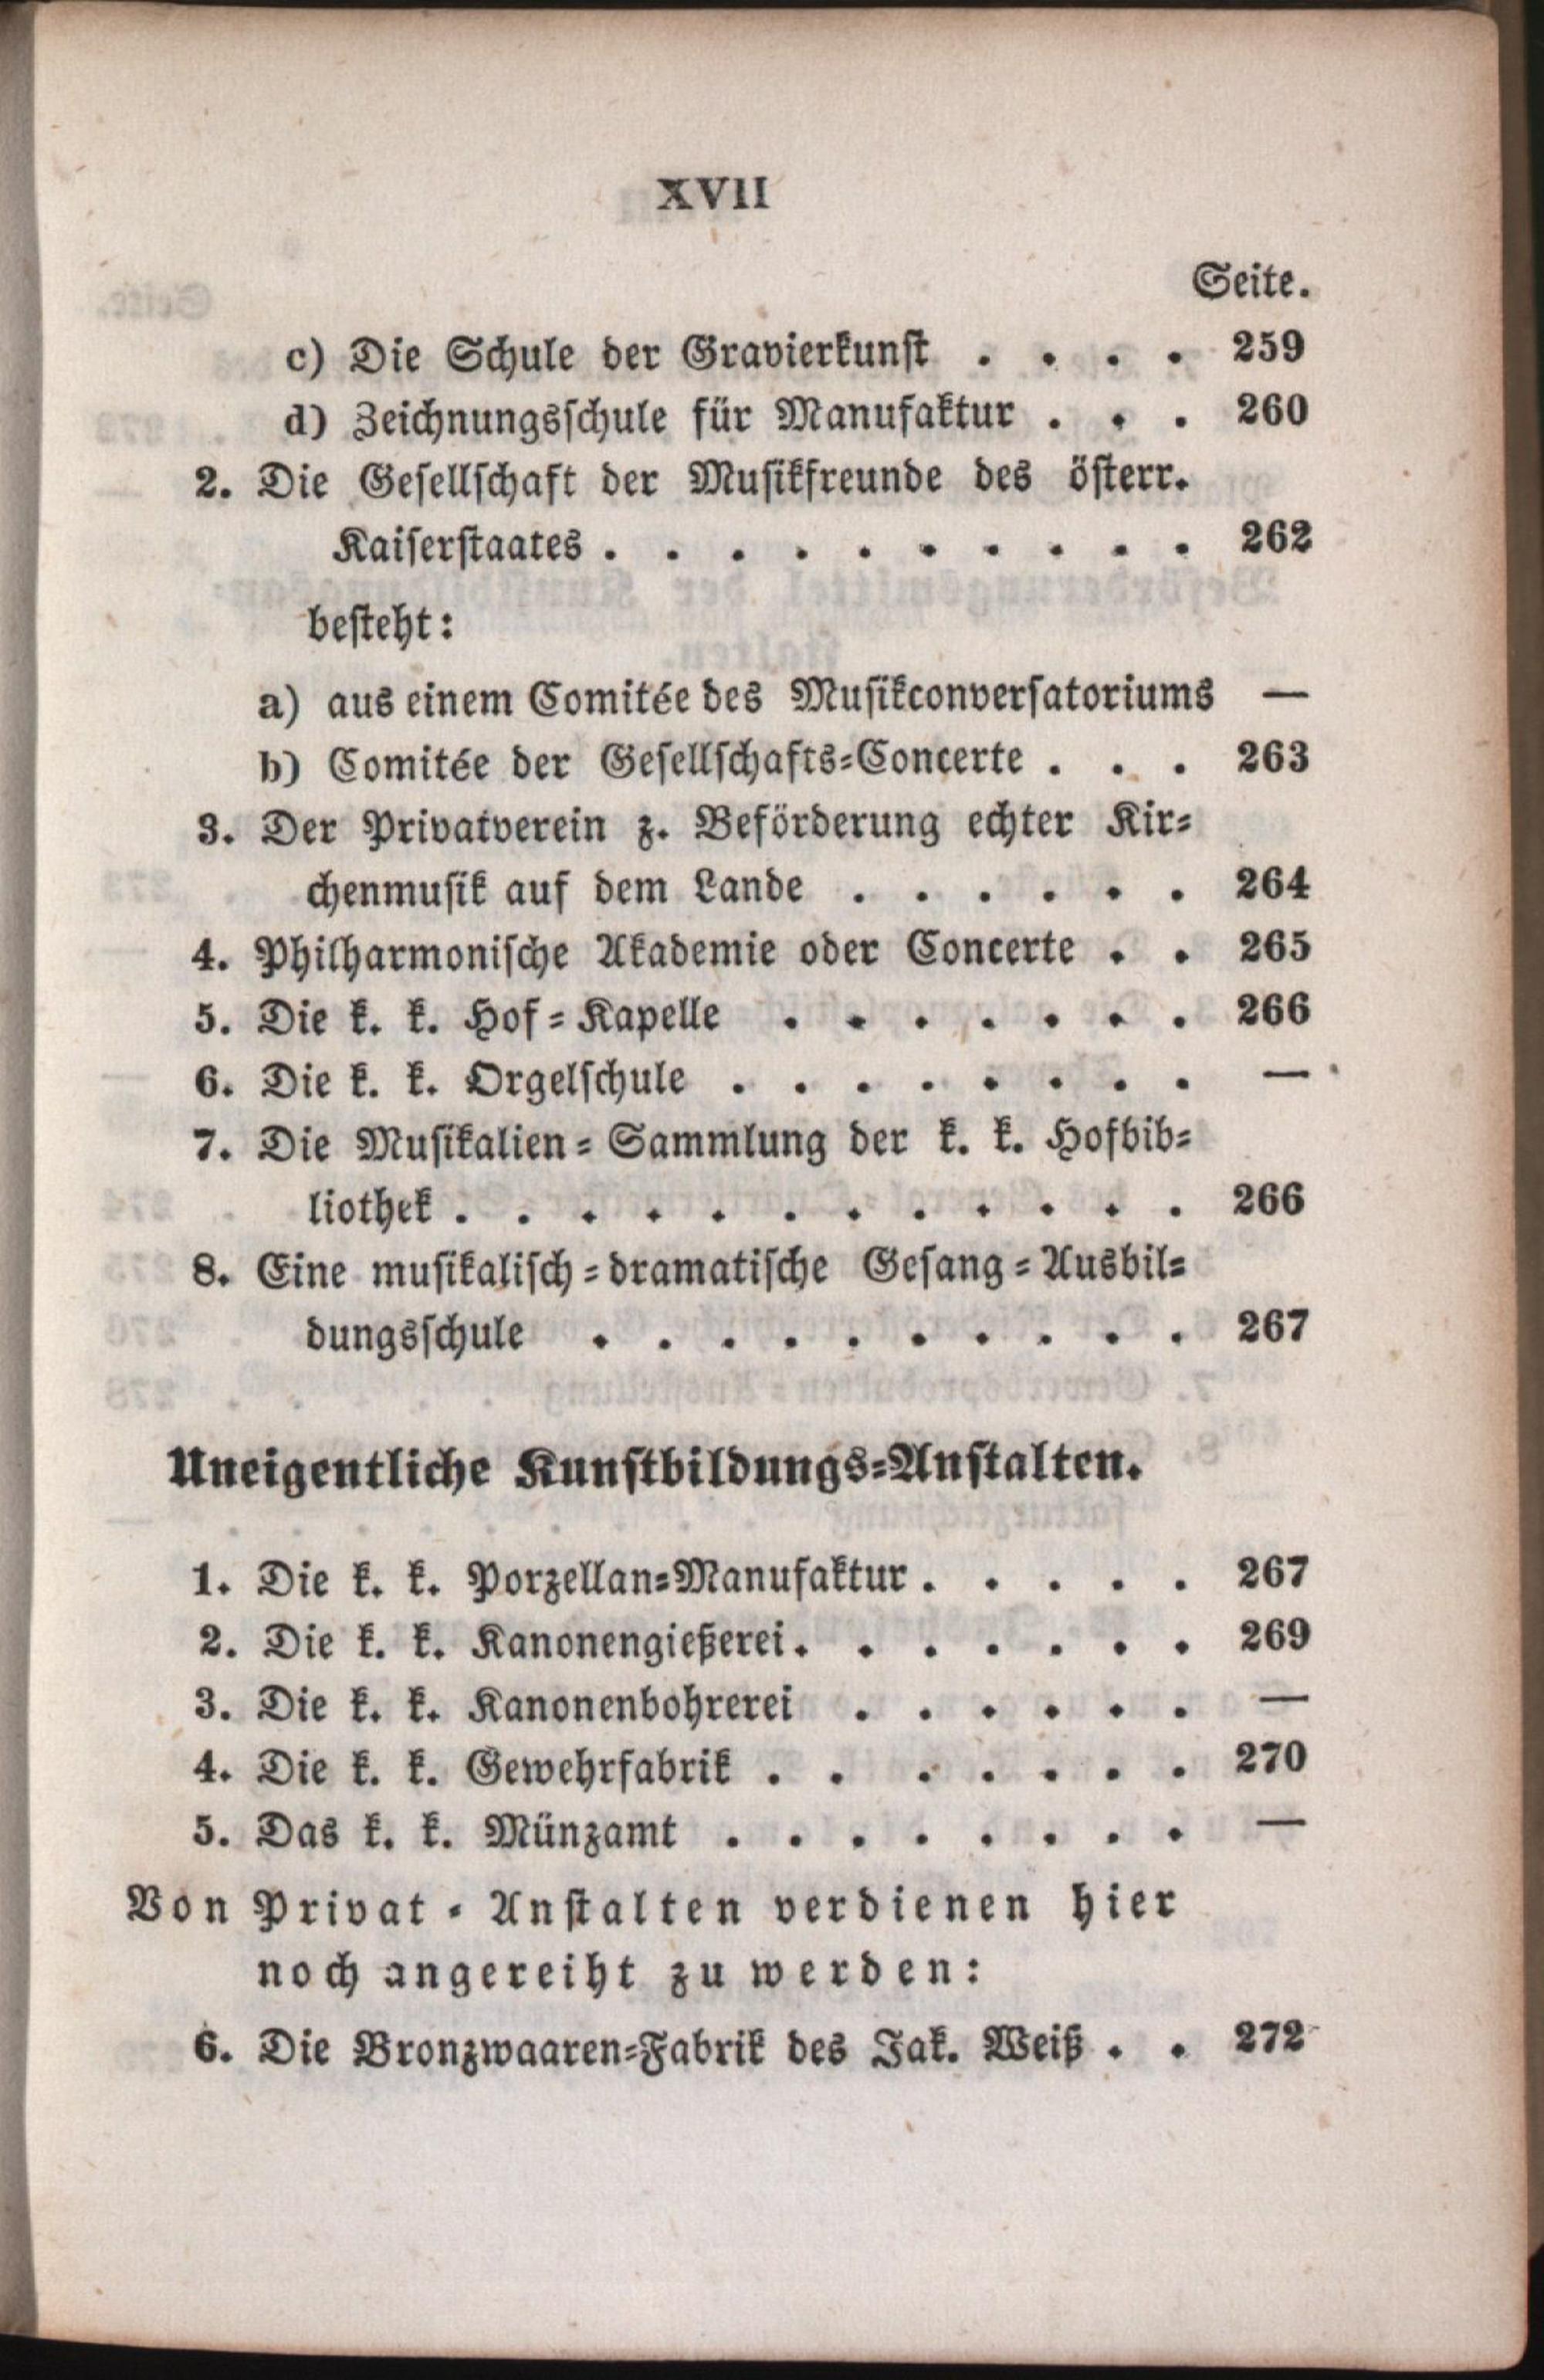 XVII
Seite.
c) Die Schule der Gravierkunst . . . . 259
d) Zeichnungsschule für Manufaktur . . . 260
2. Die Gesellschaft der Musikfreunde des österr.
Kaiserstaates . . . . . . . . . . 262
besteht:
a) aus einem Comitée des Musikconversatoriums —
b) Comitée der Gesellschafts-Concerte . . . 263
3. Der Privatverein z. Beförderung echter Kir-
chenmusik auf dem Lande . . . . . . 264
4. Philharmonische Akademie oder Concerte . . 265
5. Die k. k. Hof-Kapelle . . . . . . . 266
6. Die k. k. Orgelschule . . . . . . . . —
7. Die Musikalien-Sammlung der k. k. Hofbib-
liothek . . . . . . . . . . . . 266
8. Eine musikalisch-dramatische Gesang-Ausbil-
dungsschule . . . . . . . . . . 267
Uneigentliche Kunstbildungs-Anstalten.
1. Die k. k. Porzellan-Manufaktur . . . . . 267
2. Die k. k. Kanonengießerei . . . . . . . 269
3. Die k. k. Kanonenbohrerei . . . . . . —
4. Die k. k. Gewehrfabrik . . . . . . . 270
5. Das k. k. Münzamt . . . . . . . . —
Von Privat-Anstalten verdienen hier
noch angereiht zu werden:
6. Die Bronzwaaren-Fabrik des Jak. Weiß . . 272